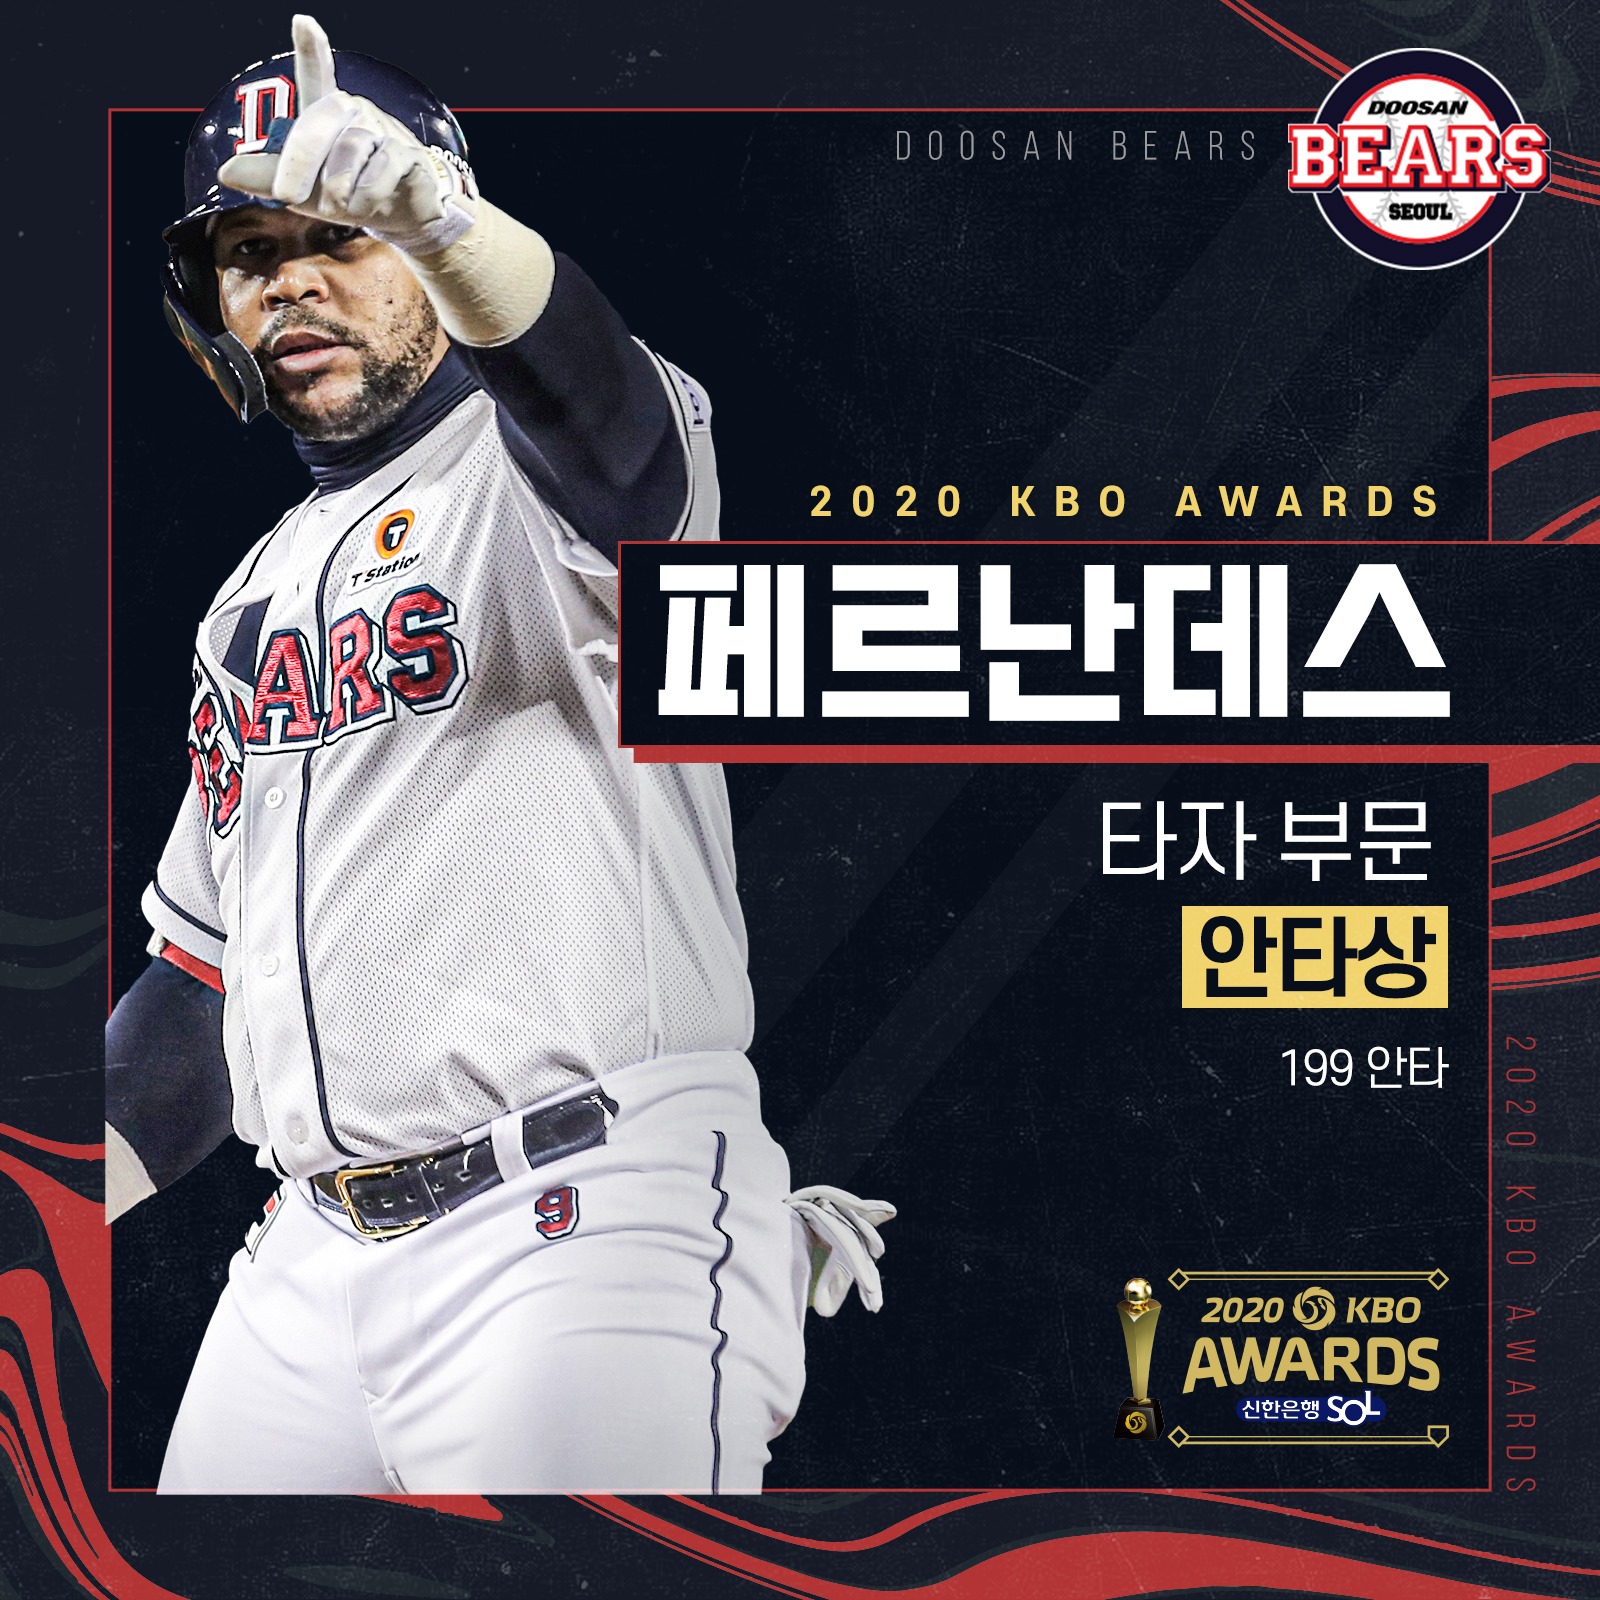 DOOSAN BEARS
DOOSAN
BEARS
SEOUL
D
T
T'Station
BEARS
9
2020 KBO AWARDS
페르난데스
타자 부문
안타상
199 안타
2020 KBO
AWARDS
신한은행 SOL
2020 KBO AWARDS